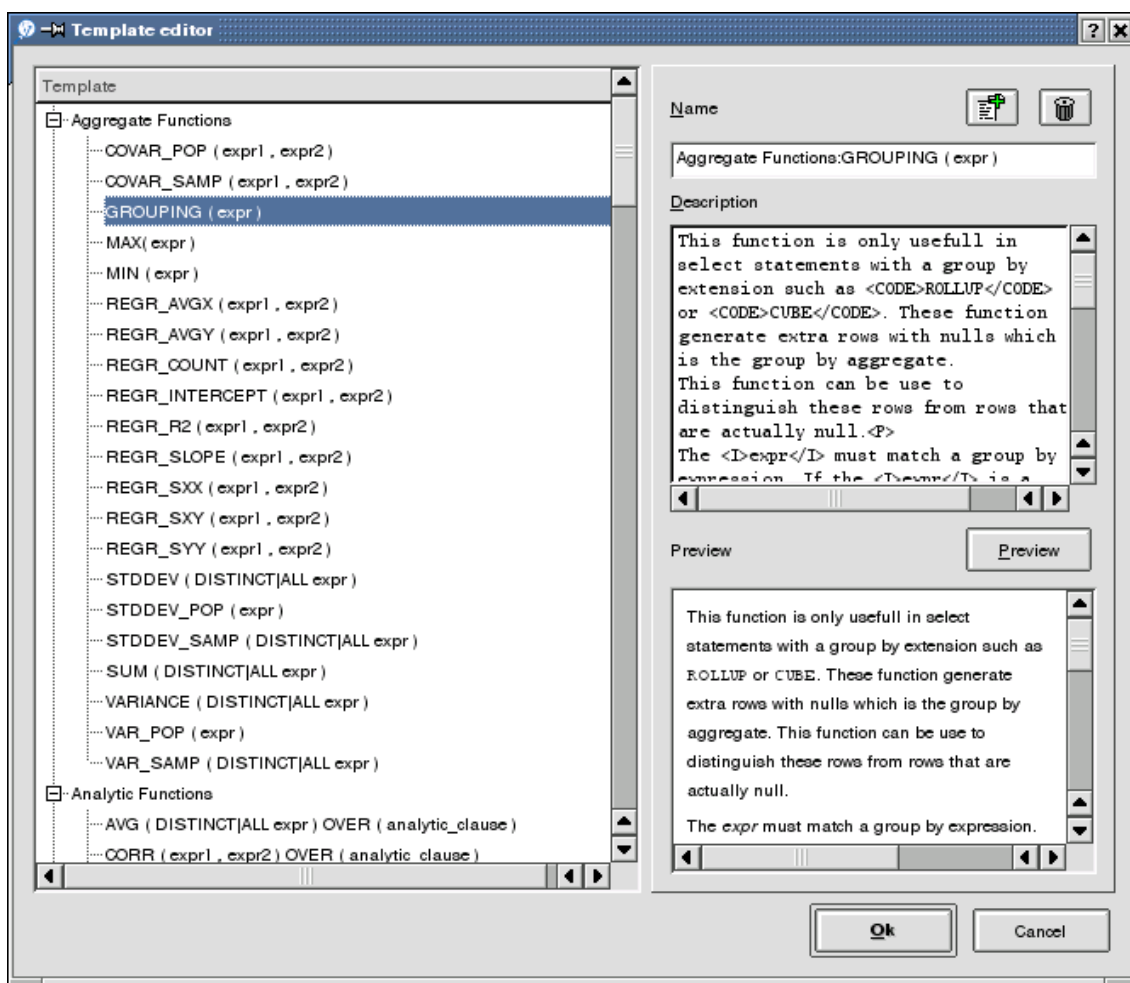 Template editor
Template
Aggregate Functions
COVAR_POP ( expr1 , expr2 )
COVAR_SAMP ( expr1 , expr2 )
GROUPING ( expr )
MAX( expr )
MIN ( expr )
REGR_AVGX ( expr1 , expr2 )
REGR_AVGY ( expr1 , expr2 )
REGR_COUNT ( expr1 , expr2 )
REGR_INTERCEPT ( expr1 , expr2 )
REGR_R2 ( expr1 , expr2 )
REGR_SLOPE ( expr1 , expr2 )
REGR_SXX ( expr1 , expr2 )
REGR_SXY ( expr1 , expr2 )
REGR_SYY ( expr1 , expr2 )
STDDEV ( DISTINCT|ALL expr )
STDDEV_POP ( expr )
STDDEV_SAMP ( DISTINCT|ALL expr )
SUM ( DISTINCT|ALL expr )
VARIANCE ( DISTINCT|ALL expr )
VAR_POP ( expr )
VAR_SAMP ( DISTINCT|ALL expr )
Analytic Functions
AVG ( DISTINCT|ALL expr ) OVER ( analytic_clause )
CORR ( expr1 , expr2 ) OVER ( analytic_clause )
Name
Aggregate Functions:GROUPING ( expr )
Description
This function is only usefull in
select statements with a group by
extension such as <CODE>ROLLUP</CODE>
or <CODE>CUBE</CODE>. These function
generate extra rows with nulls which
is the group by aggregate.
This function can be use to
distinguish these rows from rows that
are actually null.<P>
The <I>expr</I> must match a group by
expression. If the <I>expr</I> is a
Preview
Preview
This function is only usefull in select
statements with a group by extension such as
ROLLUP or CUBE. These function generate
extra rows with nulls which is the group by
aggregate. This function can be use to
distinguish these rows from rows that are
actually null.
The expr must match a group by expression.
Ok
Cancel